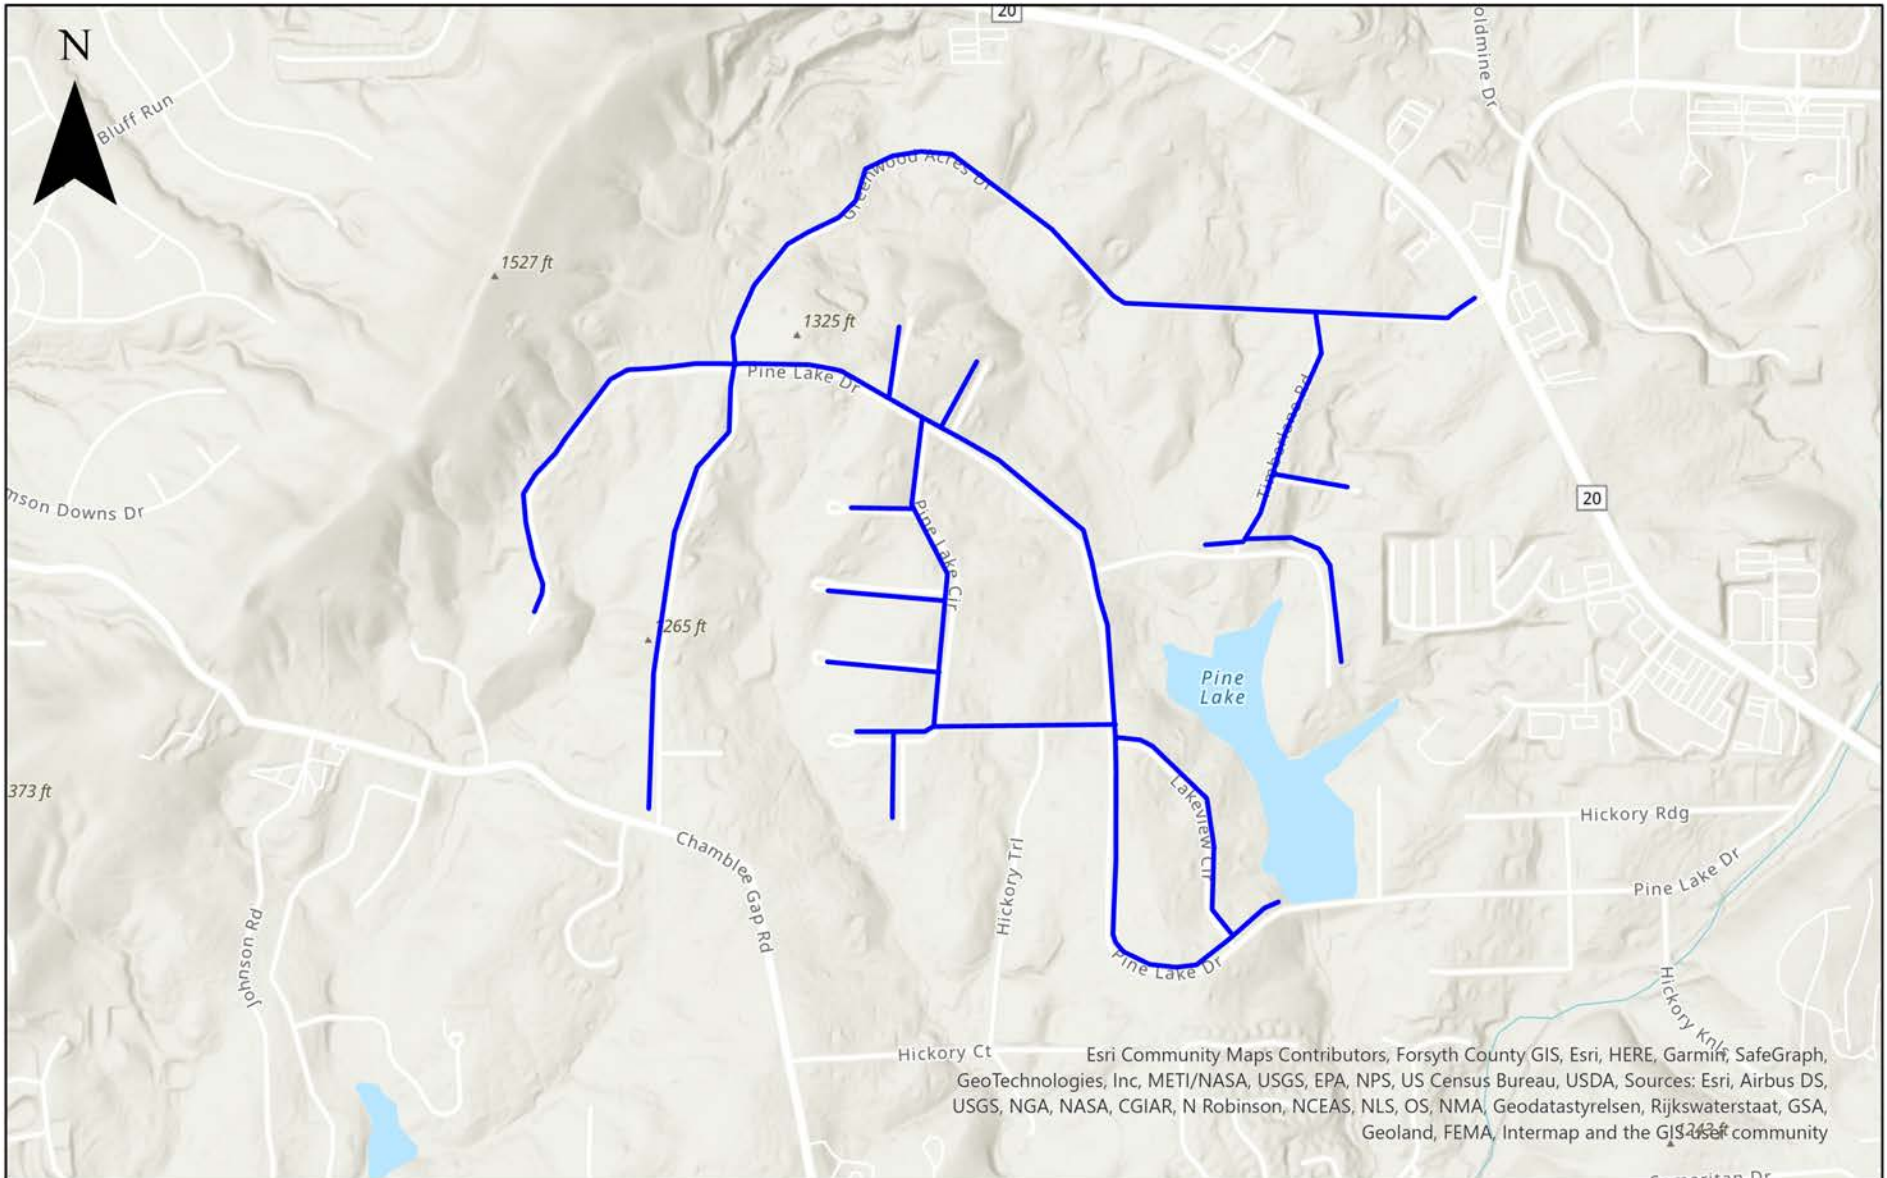 20
oldmine Dr
N
Bluff Run
Greenwood Acres Dr
1527 ft
1325 ft
Pine Lake Dr
Timberlane Rd
mson Downs Dr
20
Pine Lake Cir
1265 ft
Pine
Lake
373 ft
Lakeview Cir
Hickory Rdg
Chamblee Gap Rd
Hickory Trl
Pine Lake Dr
Johnson Rd
Pine Lake Dr
Hickory Knls
Hickory Ct
Esri Community Maps Contributors, Forsyth County GIS, Esri, HERE, Garmin, SafeGraph,
GeoTechnologies, Inc, METI/NASA, USGS, EPA, NPS, US Census Bureau, USDA, Sources: Esri, Airbus DS,
USGS, NGA, NASA, CGIAR, N Robinson, NCEAS, NLS, OS, NMA, Geodatastyrelsen, Rijkswaterstaat, GSA,
Geoland, FEMA, Intermap and the GIS user community